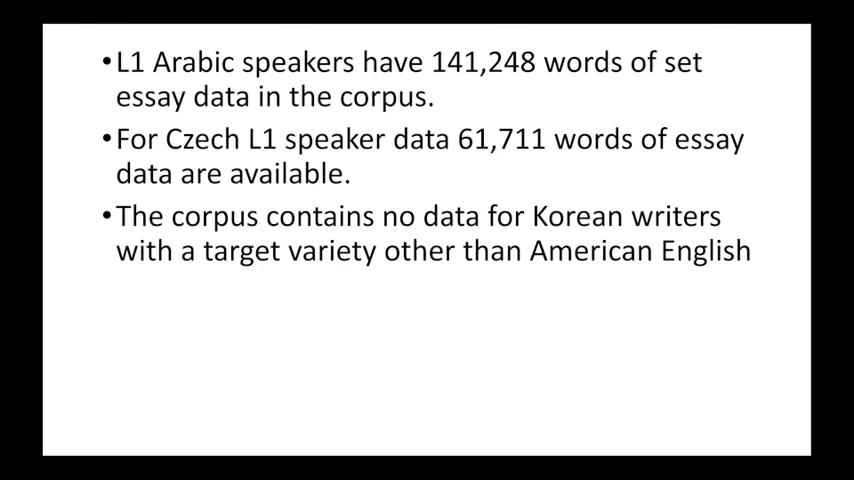 •L1 Arabic speakers have 141,248 words of set
essay data in the corpus.
•For Czech L1 speaker data 61,711 words of essay
data are available.
•The corpus contains no data for Korean writers
with a target variety other than American English